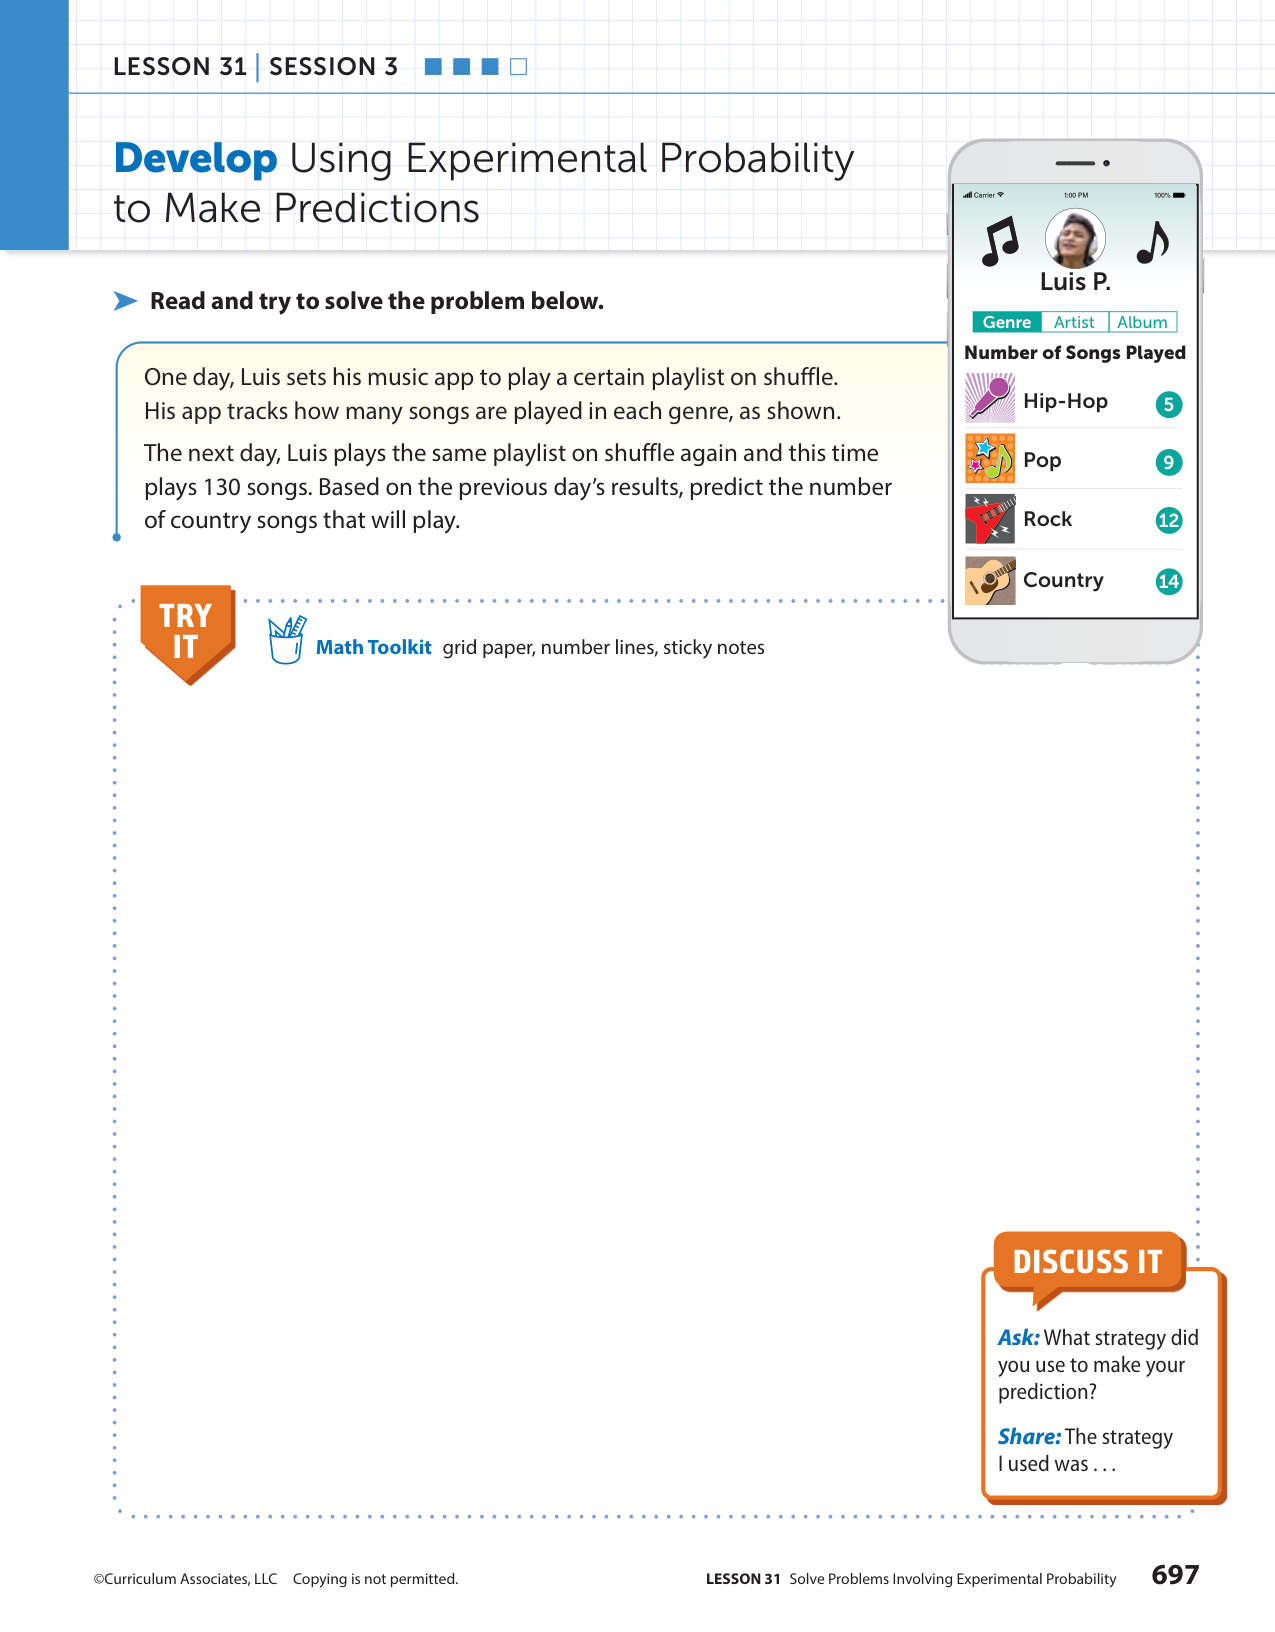 LESSON 31 | SESSION 3
Develop Using Experimental Probability
to Make Predictions
Carrier 1:00 PM 100%
Luis P.
Genre Artist Album
Number of Songs Played
Hip-Hop 5
Pop 9
Rock 12
Country 14
Read and try to solve the problem below.
One day, Luis sets his music app to play a certain playlist on shuffle.
His app tracks how many songs are played in each genre, as shown.
The next day, Luis plays the same playlist on shuffle again and this time
plays 130 songs. Based on the previous day’s results, predict the number
of country songs that will play.
TRY
IT
Math Toolkit grid paper, number lines, sticky notes
DISCUSS IT
Ask: What strategy did
you use to make your
prediction?
Share: The strategy
I used was . . .
©Curriculum Associates, LLC Copying is not permitted.
LESSON 31 Solve Problems Involving Experimental Probability 697